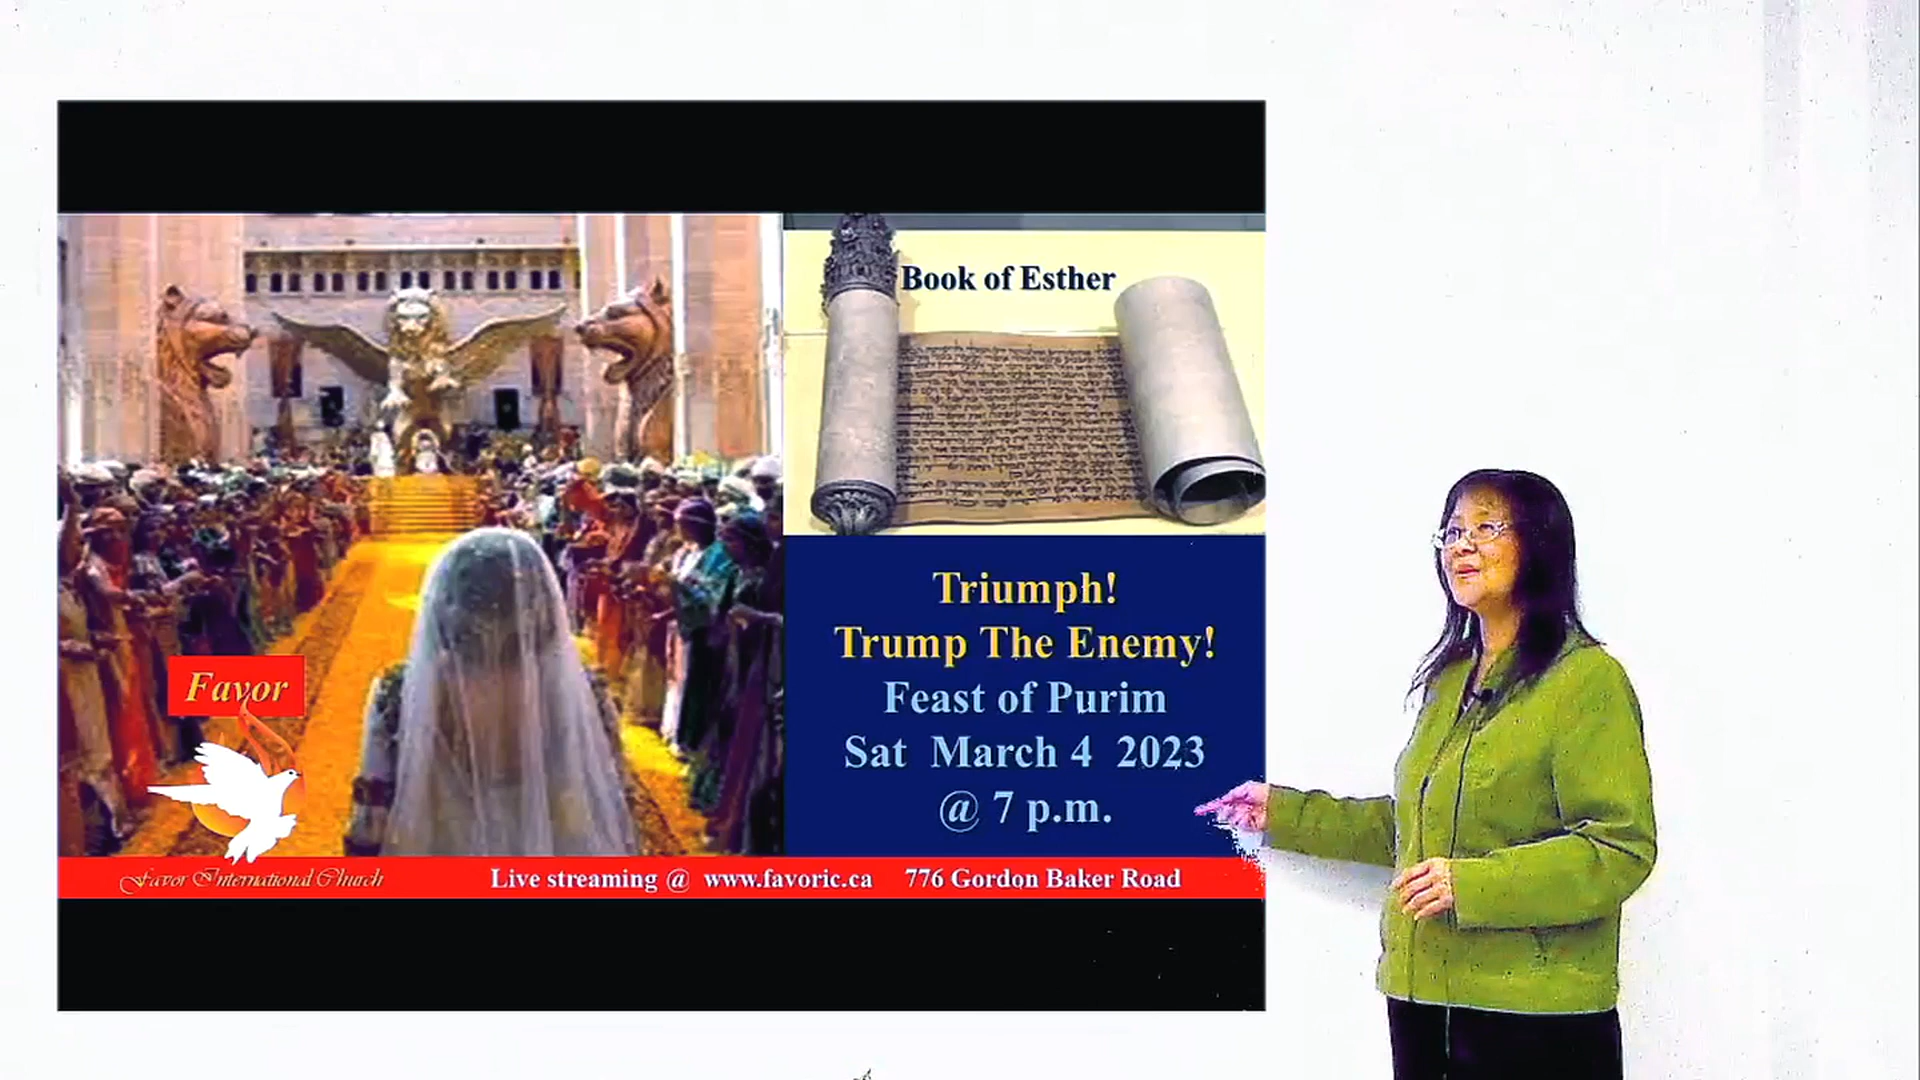 Book of Esther
Triumph!
Trump The Enemy!
Feast of Purim
Sat March 4 2023
@ 7 p.m.
Favor
Favor International Church
Live streaming @ www.favoric.ca 776 Gordon Baker Road